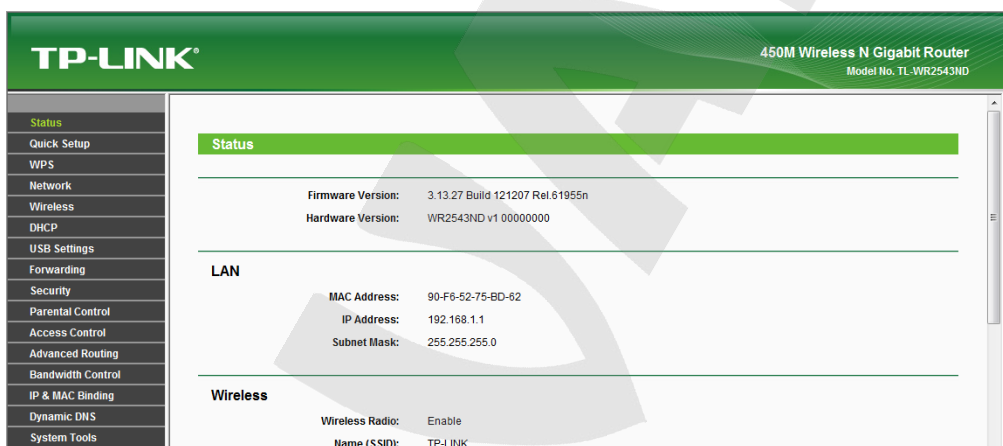 TP-LINK®
450M Wireless N Gigabit Router
Model No. TL-WR2543ND
Status
Quick Setup
WPS
Network
Wireless
DHCP
USB Settings
Forwarding
Security
Parental Control
Access Control
Advanced Routing
Bandwidth Control
IP & MAC Binding
Dynamic DNS
System Tools
Status
Firmware Version: 3.13.27 Build 121207 Rel.61955n
Hardware Version: WR2543ND v1 00000000
LAN
MAC Address: 90-F6-52-75-BD-62
IP Address: 192.168.1.1
Subnet Mask: 255.255.255.0
Wireless
Wireless Radio: Enable
Name (SSID): TP-LINK